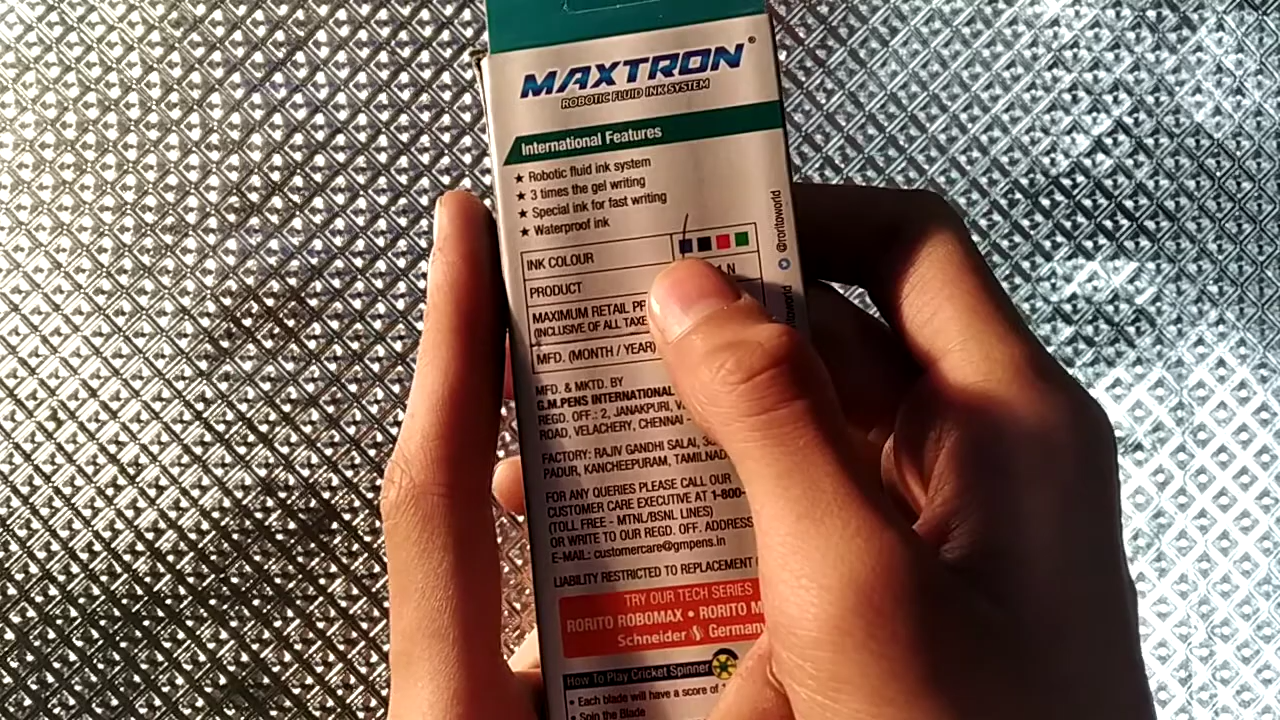 MAXTRON®
ROBOTIC FLUID INK SYSTEM
International Features
★ Robotic fluid ink system
★ 3 times the gel writing
★ Special ink for fast writing
★ Waterproof ink
INK COLOUR
PRODUCT
MAXIMUM RETAIL
(INCLUSIVE OF ALL
MFD. (MONTH / YEAR)
MFD. & MKTD. BY
G.M.PENS INTERNATIONAL
REGD. OFF.: 2, JANAKPURI,
ROAD, VELACHERY, CHENNAI -
FACTORY: RAJIV GANDHI SALAI,
PADUR, KANCHEEPURAM,
FOR ANY QUERIES PLEASE CALL OUR
CUSTOMER CARE EXECUTIVE AT 1-800-
(TOLL FREE - MTNL/BSNL LINES)
OR WRITE TO OUR REGD. OFF. ADDRESS
E-MAIL: customercare@gmpens.in
LIABILITY RESTRICTED TO REPLACEMENT
TRY OUR TECH SERIES
RORITO ROBOMAX • RORITO
Schneider Germany
How To Play Cricket Spinner
• Each blade will have a score of
• Spin the Blade
@roritoworld